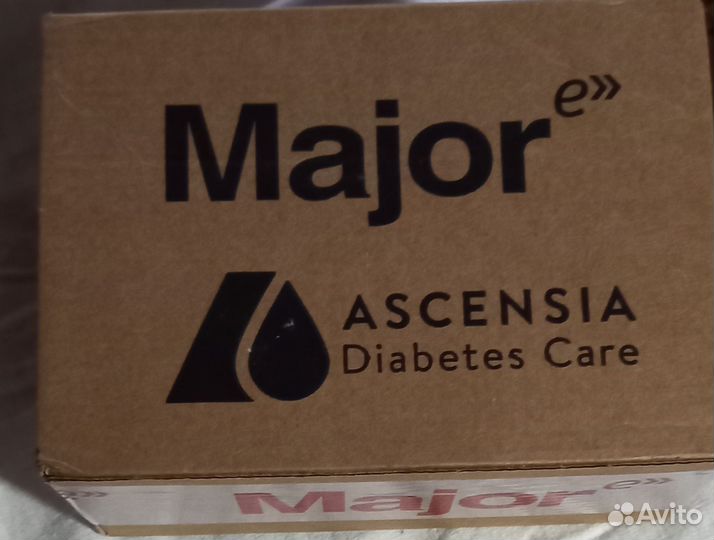 Major e»
ASCENSIA
Diabetes Care
e»
Major e»
Avito